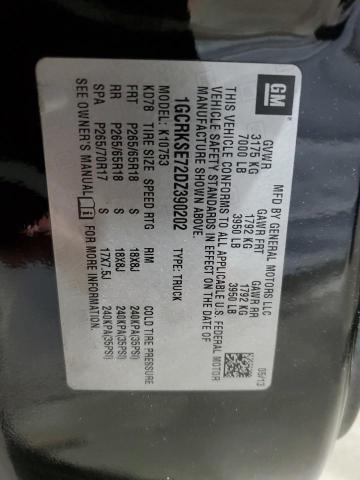 GM
MFD BY GENERAL MOTORS LLC
GVWR GAWR FRT GAWR RR
3175 KG 1792 KG 1792 KG
7000 LB 3950 LB 3950 LB
05/13
THIS VEHICLE CONFORMS TO ALL APPLICABLE U.S. FEDERAL MOTOR
VEHICLE SAFETY STANDARDS IN EFFECT ON THE DATE OF
MANUFACTURE SHOWN ABOVE.
1GCRKSE72DZ390202 TYPE: TRUCK
MODEL: K10753
KD7B TIRE SIZE SPEED RTG RIM COLD TIRE PRESSURE
FRT P265/65R18 S 18X8J 240KPA(35PSI)
RR P265/65R18 S 18X8J 240KPA(35PSI)
SPA P265/70R17 S 17X7.5J 240KPA(35PSI)
SEE OWNER'S MANUAL FOR MORE INFORMATION.